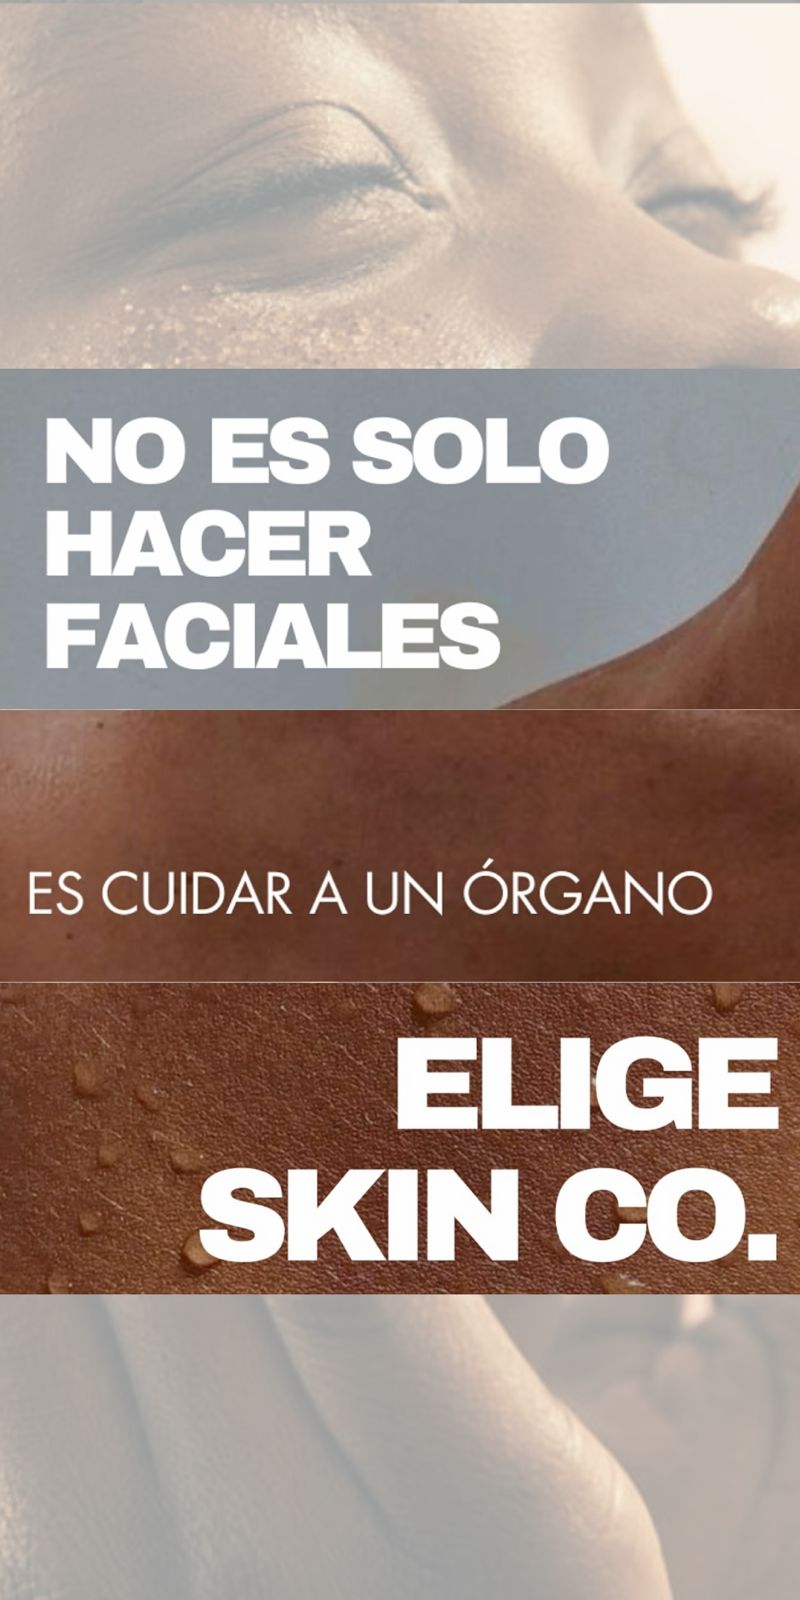 NO ES SOLO
HACER
FACIALES
ES CUIDAR A UN ÓRGANO
ELIGE
SKIN CO.